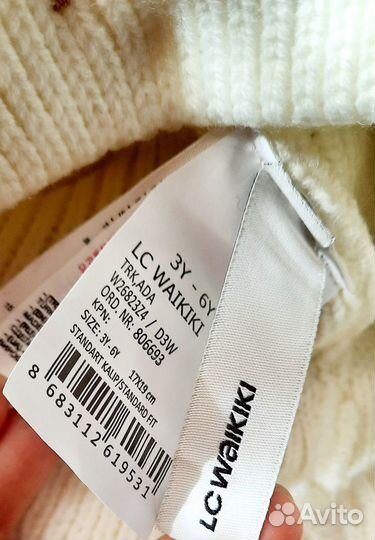 3Y - 6Y
LC WAIKIKI
TRK,ADA
W26823Z4 / D3W
ORD. NR: 806693
KPN:
SIZE: 3Y-6Y 17X19 cm
STANDART KALIP/STANDARD FIT
8 683112 619531
LC WAIKIKI
Avito